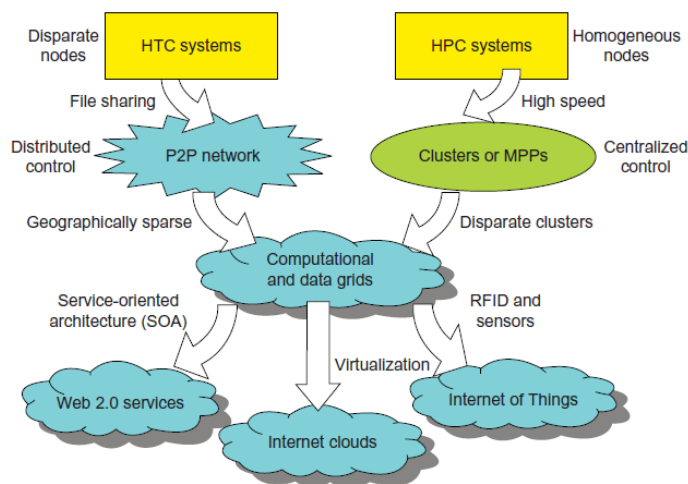 Disparate
nodes
HTC systems
HPC systems
Homogeneous
nodes
File sharing
High speed
Distributed
control
P2P network
Clusters or MPPs
Centralized
control
Geographically sparse
Disparate clusters
Computational
and data grids
Service-oriented
architecture (SOA)
RFID and
sensors
Virtualization
Web 2.0 services
Internet of Things
Internet clouds